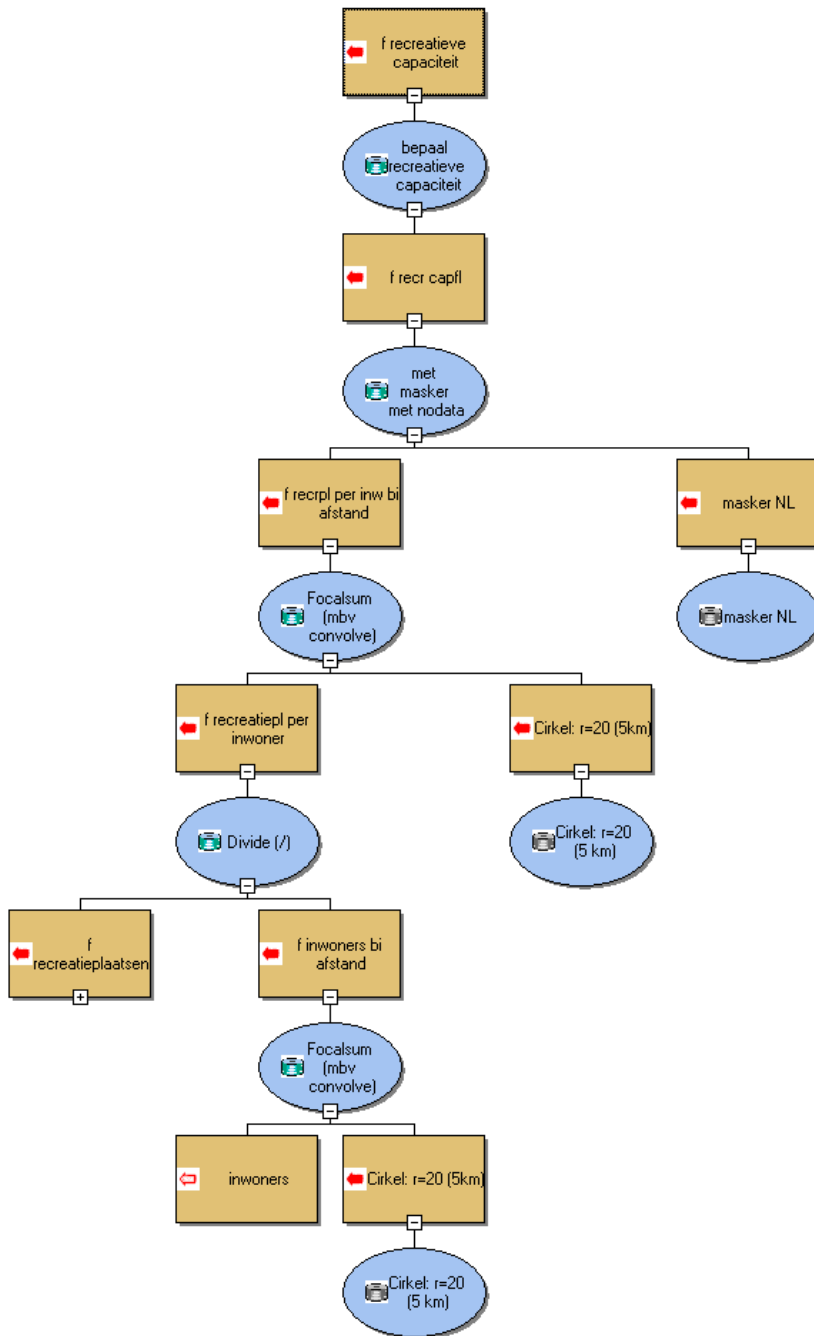 f recreatieve
capaciteit
bepaal
recreatieve
capaciteit
f recr capfl
met
masker
met nodata
f recrpl per inw bi
afstand
masker NL
Focalsum
(mbv
convolve)
masker NL
f recreatiepl per
inwoner
Cirkel: r=20 (5km)
Divide (/)
Cirkel: r=20
(5 km)
f
recreatieplaatsen
f inwoners bi
afstand
Focalsum
(mbv
convolve)
inwoners
Cirkel: r=20 (5km)
Cirkel: r=20
(5 km)